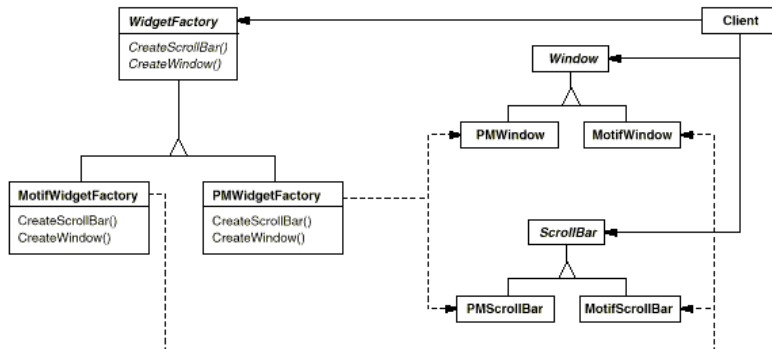 WidgetFactory
CreateScrollBar()
CreateWindow()
Client
Window
PMWindow
MotifWindow
MotifWidgetFactory
CreateScrollBar()
CreateWindow()
PMWidgetFactory
CreateScrollBar()
CreateWindow()
ScrollBar
PMScrollBar
MotifScrollBar